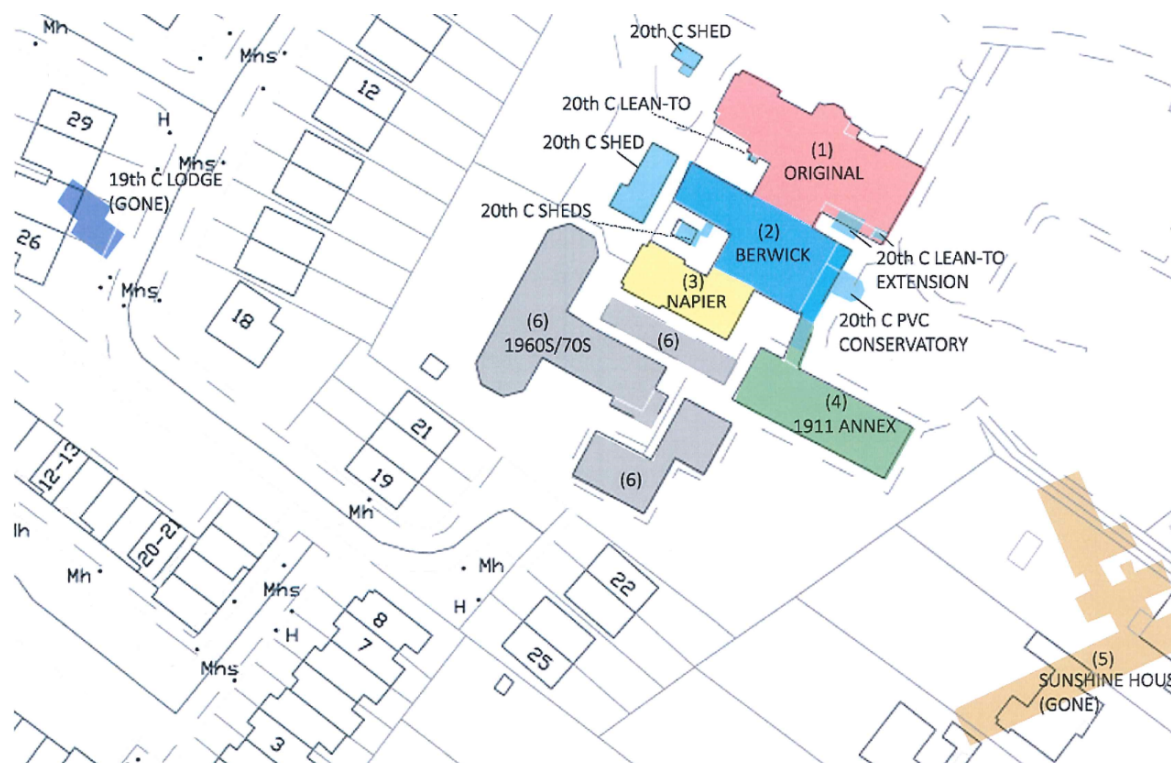 Mh
20th C SHED
Mns
12
20th C LEAN-TO
29
H
20th C SHED
(1)
ORIGINAL
Mhs
19th C LODGE
(GONE)
20th C SHEDS
26
(2)
BERWICK
20th C LEAN-TO
EXTENSION
(3)
NAPIER
Mns
18
(6)
1960S/70S
(6)
20th C PVC
CONSERVATORY
(4)
1911 ANNEX
21
19
12-13
(6)
Mh
20-21
Mh
Mh
Mhs
22
H
8
H
7
25
Mhs
(5)
SUNSHINE HOUS
(GONE)
3